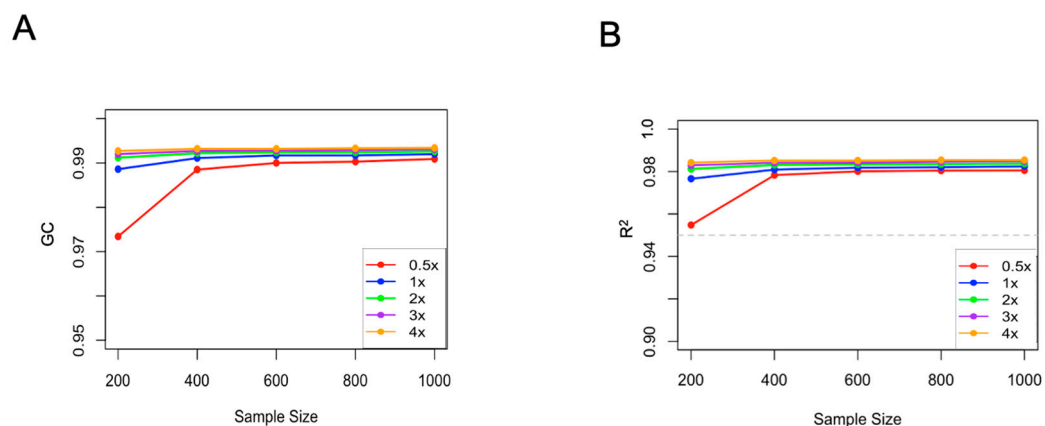 A
GC
0.99
0.97
0.95
200 400 600 800 1000
Sample Size
0.5x
1x
2x
3x
4x
B
R²
1.0
0.98
0.94
0.90
200 400 600 800 1000
Sample Size
0.5x
1x
2x
3x
4x